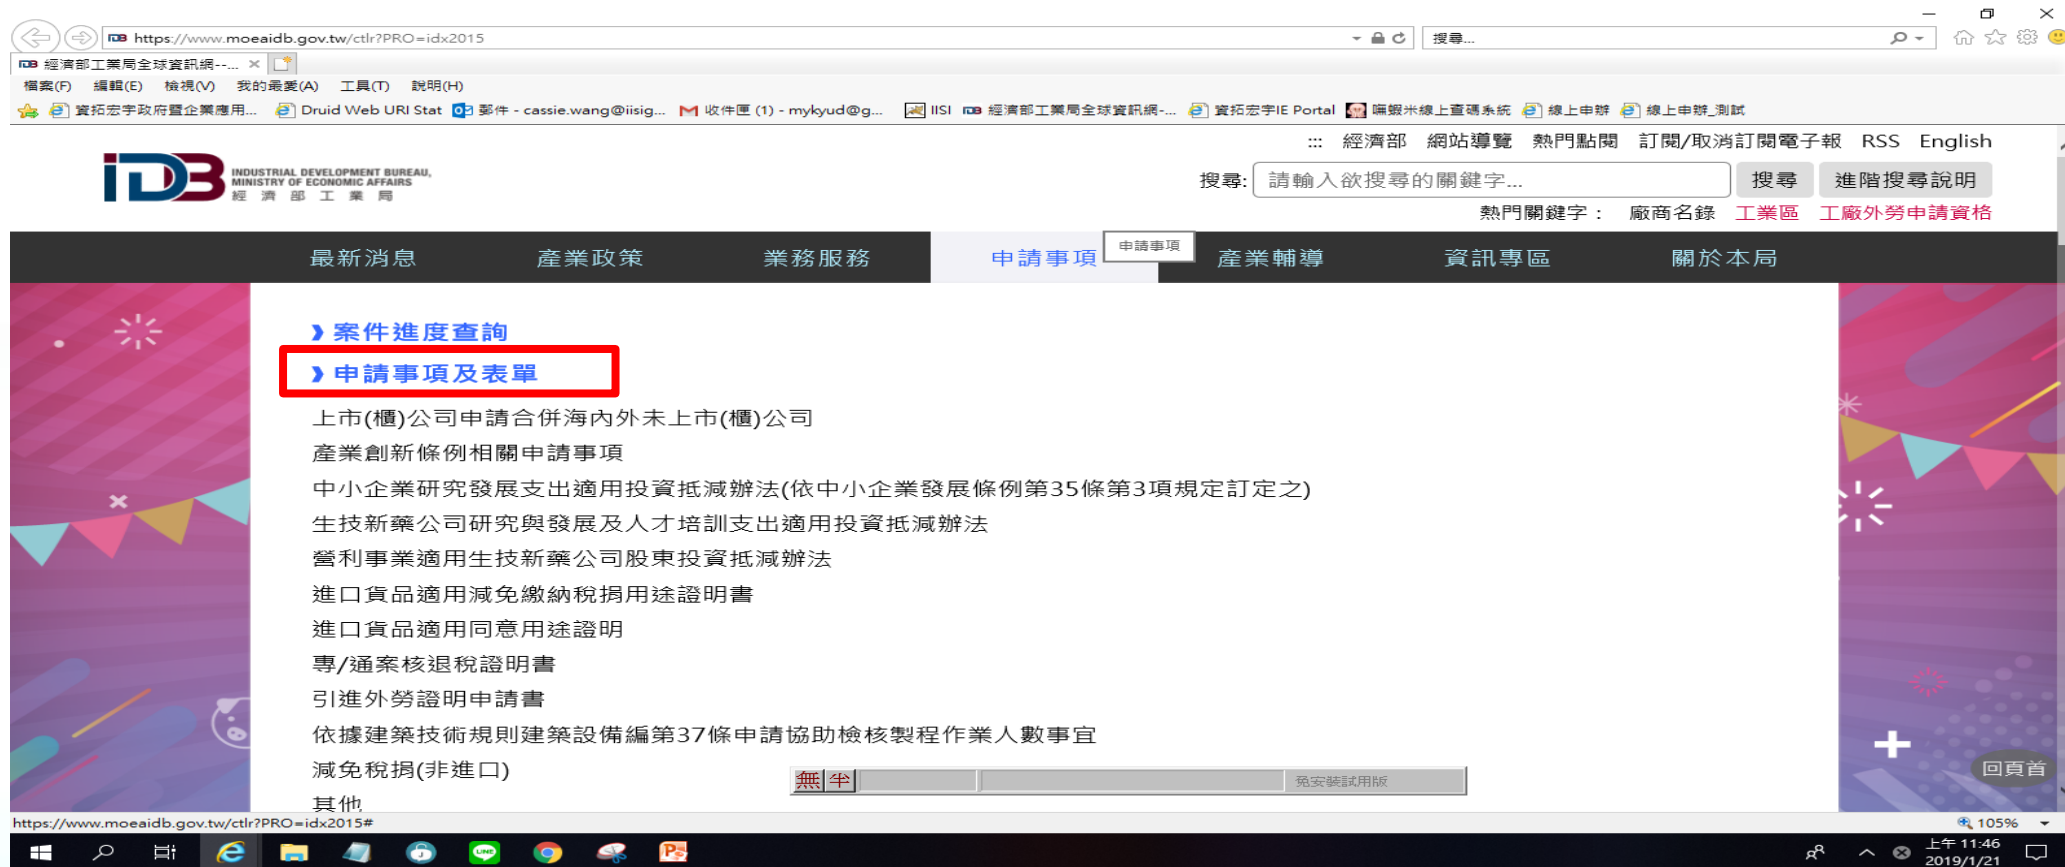 https://www.moeaidb.gov.tw/ctlr?PRO=idx2015
搜尋...
經濟部工業局全球資訊網--...
檔案(F) 編輯(E) 檢視(V) 我的最愛(A) 工具(T) 說明(H)
資拓宏宇政府暨企業應用... Druid Web URI Stat 郵件 - cassie.wang@iisig... 收件匣 (1) - mykyud@g... IISI 經濟部工業局全球資訊網-... 資拓宏宇IE Portal 嘸蝦米線上查碼系統 線上申辦 線上申辦_測試
::: 經濟部 網站導覽 熱門點閱 訂閱/取消訂閱電子報 RSS English
IDB
INDUSTRIAL DEVELOPMENT BUREAU,
MINISTRY OF ECONOMIC AFFAIRS
經濟部工業局
搜尋: 請輸入欲搜尋的關鍵字... 搜尋 進階搜尋說明
熱門關鍵字： 廠商名錄 工業區 工廠外勞申請資格
最新消息 產業政策 業務服務 申請事項 產業輔導 資訊專區 關於本局
申請事項
》案件進度查詢
》申請事項及表單
上市(櫃)公司申請合併海內外未上市(櫃)公司
產業創新條例相關申請事項
中小企業研究發展支出適用投資抵減辦法(依中小企業發展條例第35條第3項規定訂定之)
生技新藥公司研究與發展及人才培訓支出適用投資抵減辦法
營利事業適用生技新藥公司股東投資抵減辦法
進口貨品適用減免繳納稅捐用途證明書
進口貨品適用同意用途證明
專/通案核退稅證明書
引進外勞證明申請書
依據建築技術規則建築設備編第37條申請協助檢核製程作業人數事宜
減免稅捐(非進口)
其他
無 半 免安裝試用版
回頁首
https://www.moeaidb.gov.tw/ctlr?PRO=idx2015#
105%
上午 11:46
2019/1/21